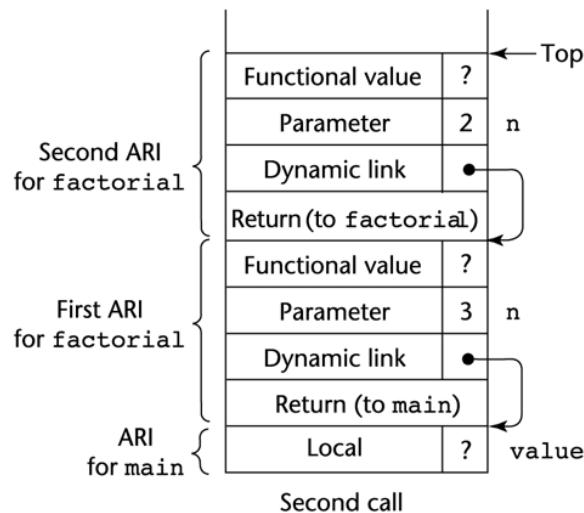 Top
Functional value ?
Parameter 2 n
Second ARI
for factorial
Dynamic link
Return (to factorial)
Functional value ?
First ARI
for factorial
Parameter 3 n
Dynamic link
Return (to main)
ARI
for main
Local ? value
Second call